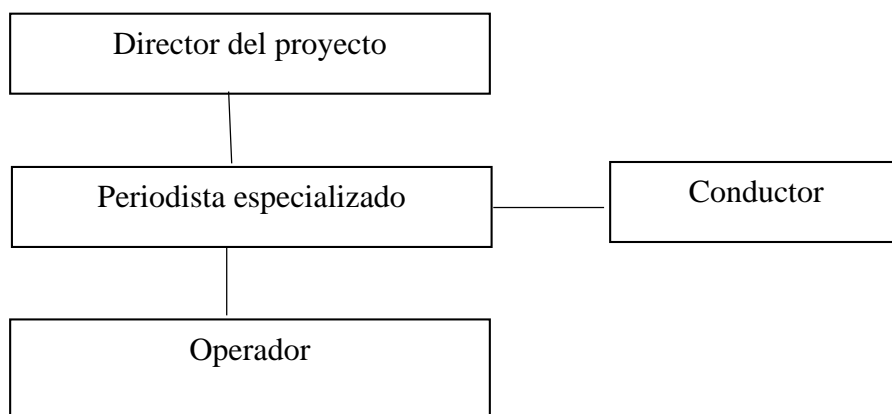 Director del proyecto
Periodista especializado
Conductor
Operador